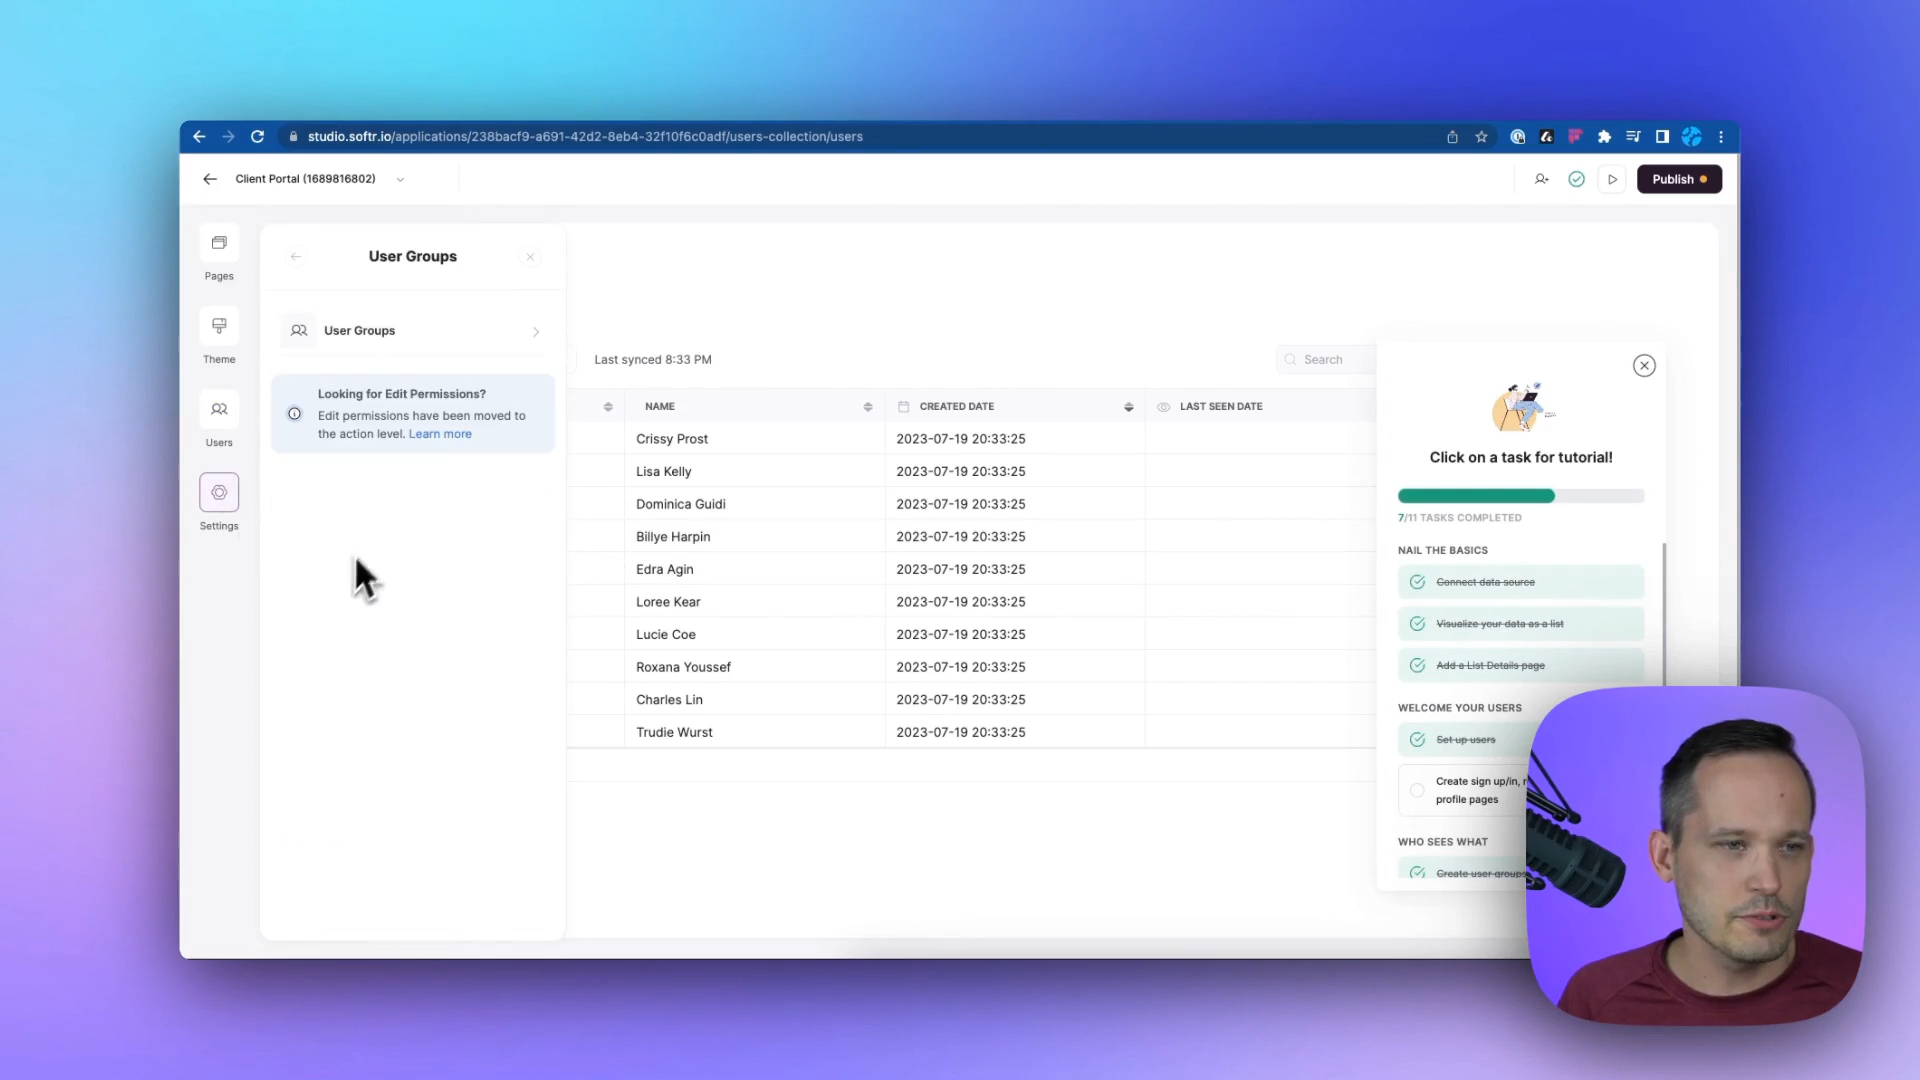 studio.softr.io/applications/238bacf9-a691-42d2-8eb4-32f10f6c0adf/users-collection/users
Client Portal (1689816802)
Publish
Pages
Theme
Users
Settings
User Groups
User Groups
Looking for Edit Permissions?
Edit permissions have been moved to
the action level. Learn more
Last synced 8:33 PM
Search
NAME CREATED DATE LAST SEEN DATE
Crissy Prost 2023-07-19 20:33:25
Lisa Kelly 2023-07-19 20:33:25
Dominica Guidi 2023-07-19 20:33:25
Billye Harpin 2023-07-19 20:33:25
Edra Agin 2023-07-19 20:33:25
Loree Kear 2023-07-19 20:33:25
Lucie Coe 2023-07-19 20:33:25
Roxana Youssef 2023-07-19 20:33:25
Charles Lin 2023-07-19 20:33:25
Trudie Wurst 2023-07-19 20:33:25
Click on a task for tutorial!
7/11 TASKS COMPLETED
NAIL THE BASICS
Connect data source
Visualize your data as a list
Add a List Details page
WELCOME YOUR USERS
Set up users
Create sign up/in,
profile pages
WHO SEES WHAT
Create user groups